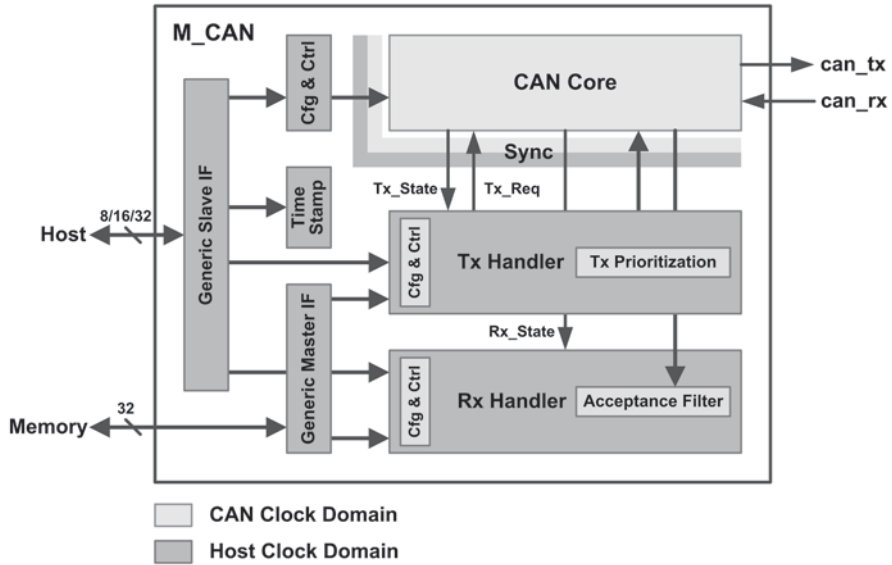 M_CAN
Cfg & Ctrl
CAN Core
can_tx
can_rx
Sync
Tx_State
Tx_Req
Generic Slave IF
Time
Stamp
8/16/32
Host
Cfg & Ctrl
Tx Handler
Tx Prioritization
Generic Master IF
Rx_State
Cfg & Ctrl
Rx Handler
Acceptance Filter
32
Memory
CAN Clock Domain
Host Clock Domain